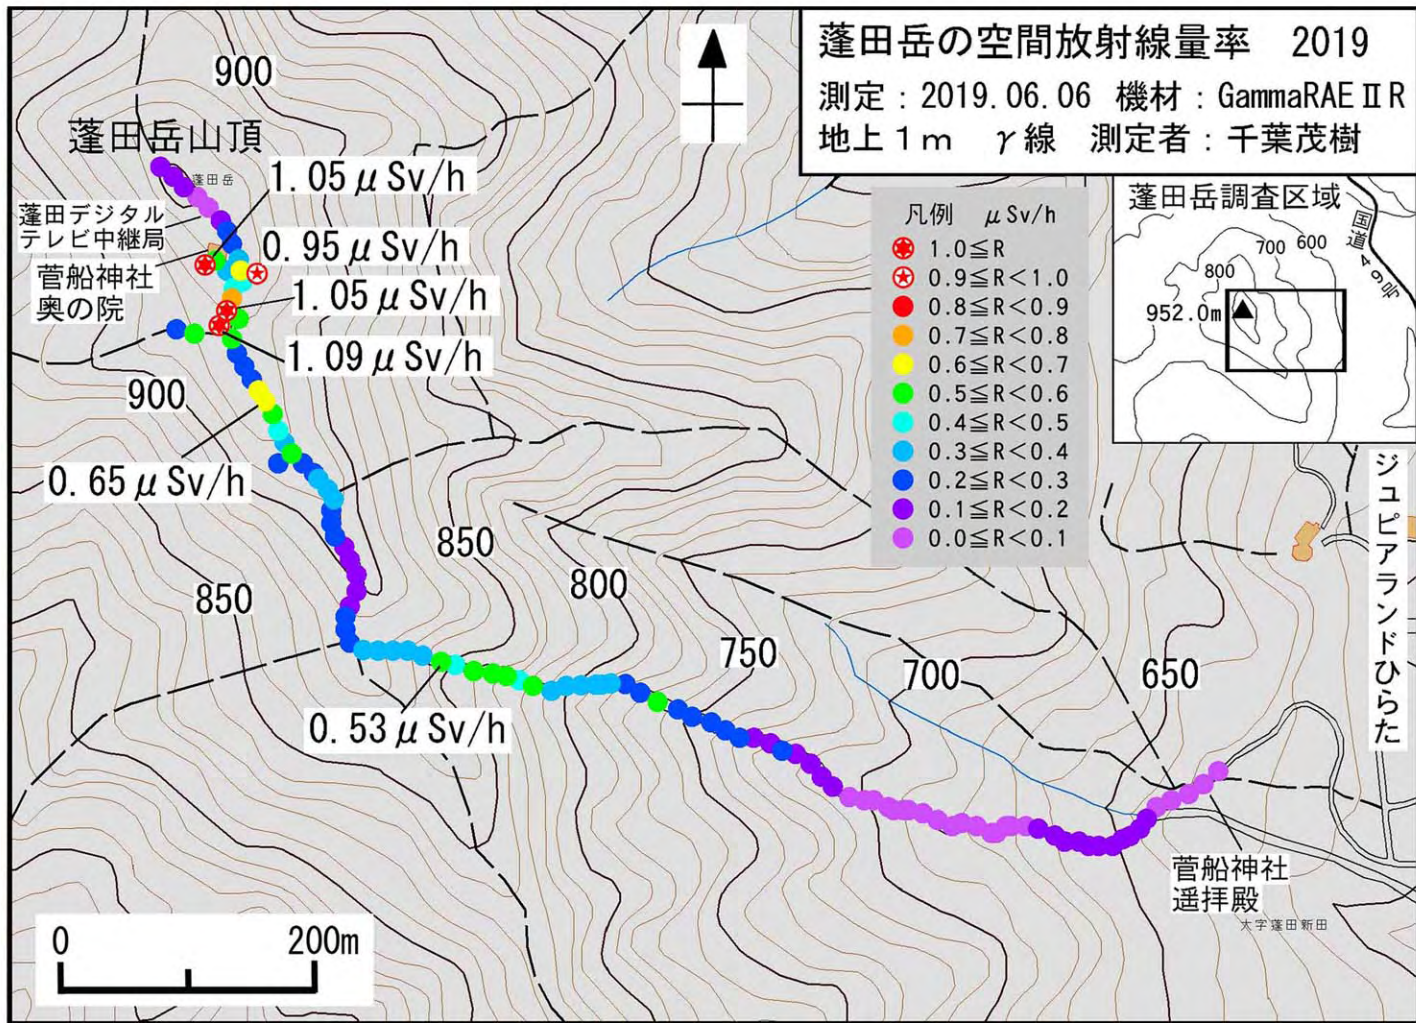 蓬田岳の空間放射線量率 2019
測定：2019.06.06 機材：GammaRAEⅡR
地上1m γ線 測定者：千葉茂樹
900
蓬田岳山頂
蓬田岳
1.05μSv/h
蓬田デジタル
テレビ中継局
0.95μSv/h
菅船神社
奥の院
1.05μSv/h
1.09μSv/h
900
0.65μSv/h
850
850
800
0.53μSv/h
750
700
650
凡例 μSv/h
1.0≦R
0.9≦R<1.0
0.8≦R<0.9
0.7≦R<0.8
0.6≦R<0.7
0.5≦R<0.6
0.4≦R<0.5
0.3≦R<0.4
0.2≦R<0.3
0.1≦R<0.2
0.0≦R<0.1
蓬田岳調査区域
国道49号
700
600
800
952.0m
ジュピアランドひらた
菅船神社
遥拝殿
大字蓬田新田
0
200m